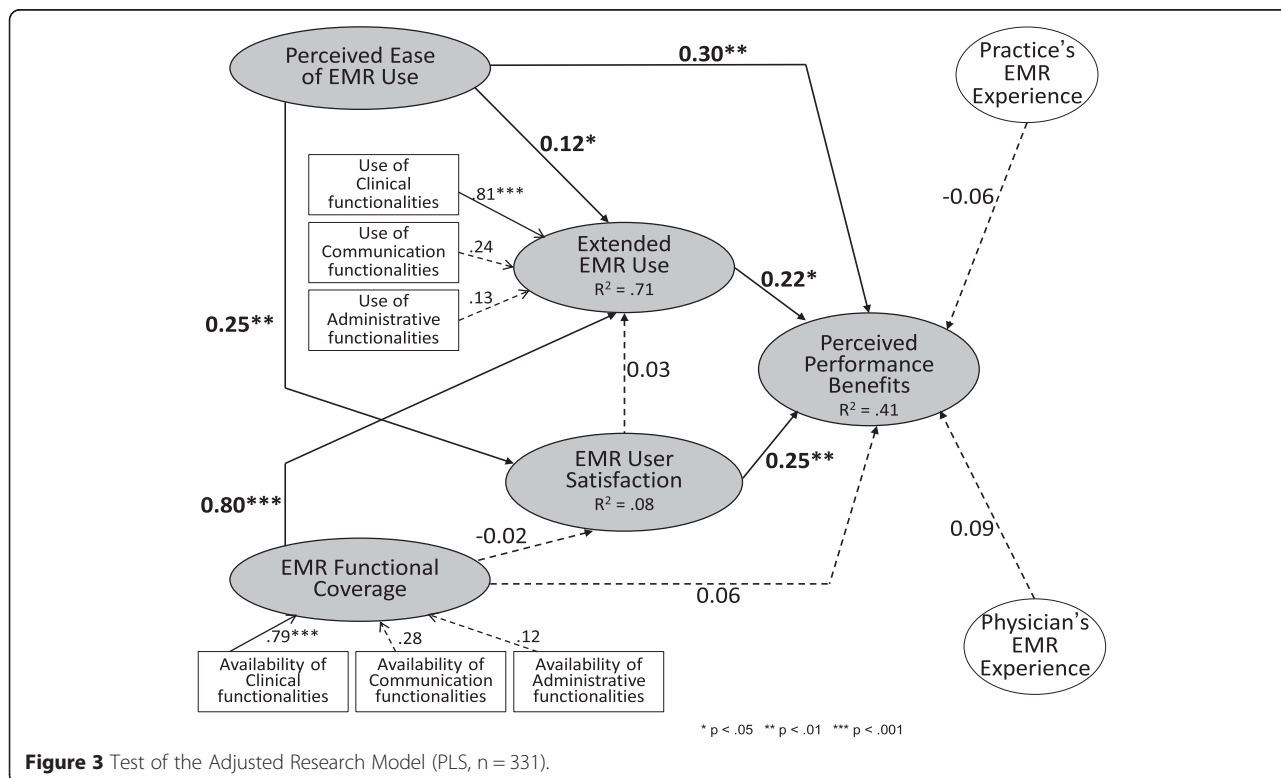 Perceived Ease
of EMR Use
0.30**
Practice's
EMR
Experience
0.12*
Use of
Clinical
functionalities
.81***
-0.06
Use of
Communication
functionalities
.24
Extended
EMR Use
R² = .71
0.22*
Use of
Administrative
functionalities
.13
0.25**
Perceived
Performance
Benefits
R² = .41
0.03
EMR User
Satisfaction
R² = .08
0.25**
0.80***
-0.02
0.09
EMR Functional
Coverage
0.06
Physician's
EMR
Experience
.79***
.28
.12
Availability of
Clinical
functionalities
Availability of
Communication
functionalities
Availability of
Administrative
functionalities
* p < .05 ** p < .01 *** p < .001
Figure 3 Test of the Adjusted Research Model (PLS, n = 331).